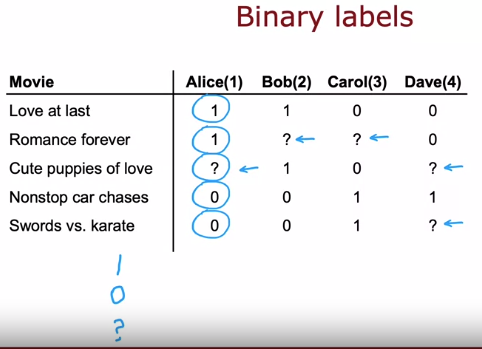 Binary labels
Movie Alice(1) Bob(2) Carol(3) Dave(4)
Love at last 1 1 0 0
Romance forever 1 ? ? 0
Cute puppies of love ? 1 0 ?
Nonstop car chases 0 0 1 1
Swords vs. karate 0 0 1 ?
1
0
?